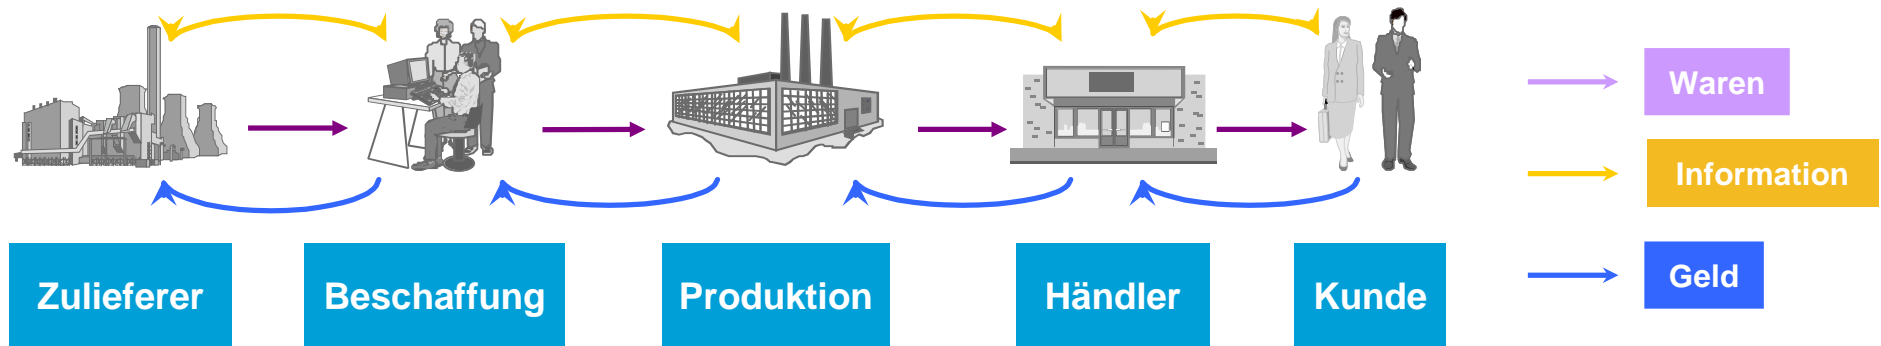 Waren
Information
Geld
Zulieferer
Beschaffung
Produktion
Händler
Kunde